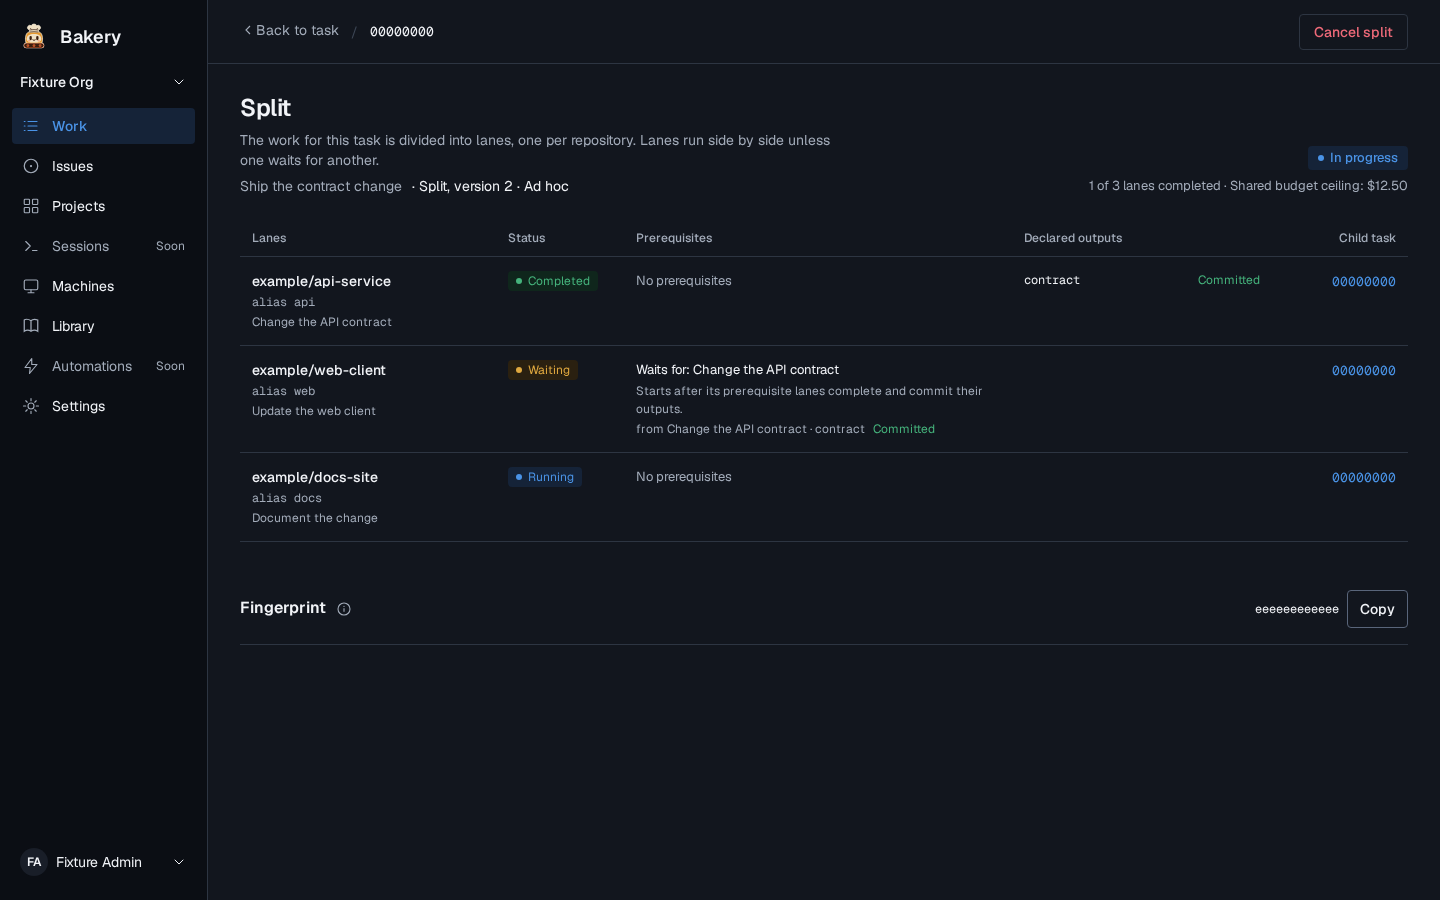 Bakery
Fixture Org
Work
Issues
Projects
Sessions Soon
Machines
Library
Automations Soon
Settings
FA Fixture Admin
Back to task / 00000000
Cancel split
Split
The work for this task is divided into lanes, one per repository. Lanes run side by side unless
one waits for another.
In progress
Ship the contract change · Split, version 2 · Ad hoc
1 of 3 lanes completed · Shared budget ceiling: $12.50
Lanes Status Prerequisites Declared outputs Child task
example/api-service Completed No prerequisites contract Committed 00000000
alias api
Change the API contract
example/web-client Waiting Waits for: Change the API contract 00000000
alias web Starts after its prerequisite lanes complete and commit their
Update the web client outputs.
from Change the API contract · contract Committed
example/docs-site Running No prerequisites 00000000
alias docs
Document the change
Fingerprint eeeeeeeeeeee Copy